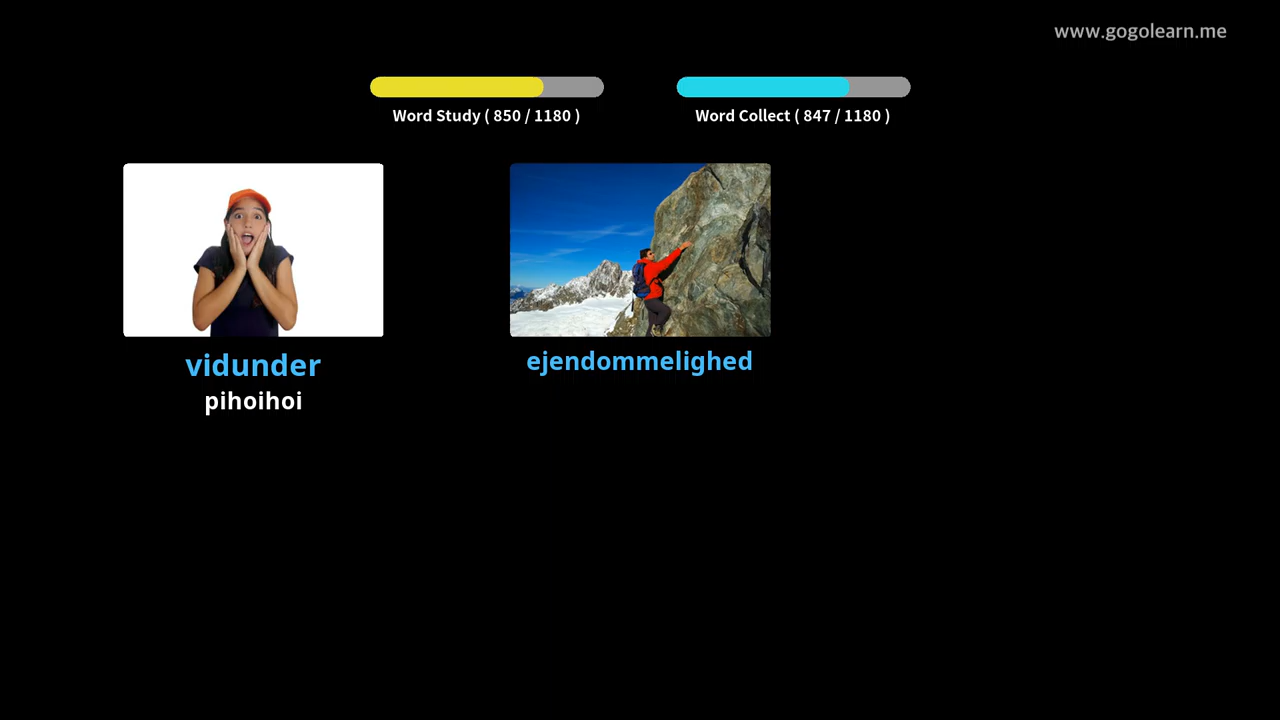 www.gogolearn.me
Word Study ( 850 / 1180 )
Word Collect ( 847 / 1180 )
vidunder
pihoihoi
ejendommelighed